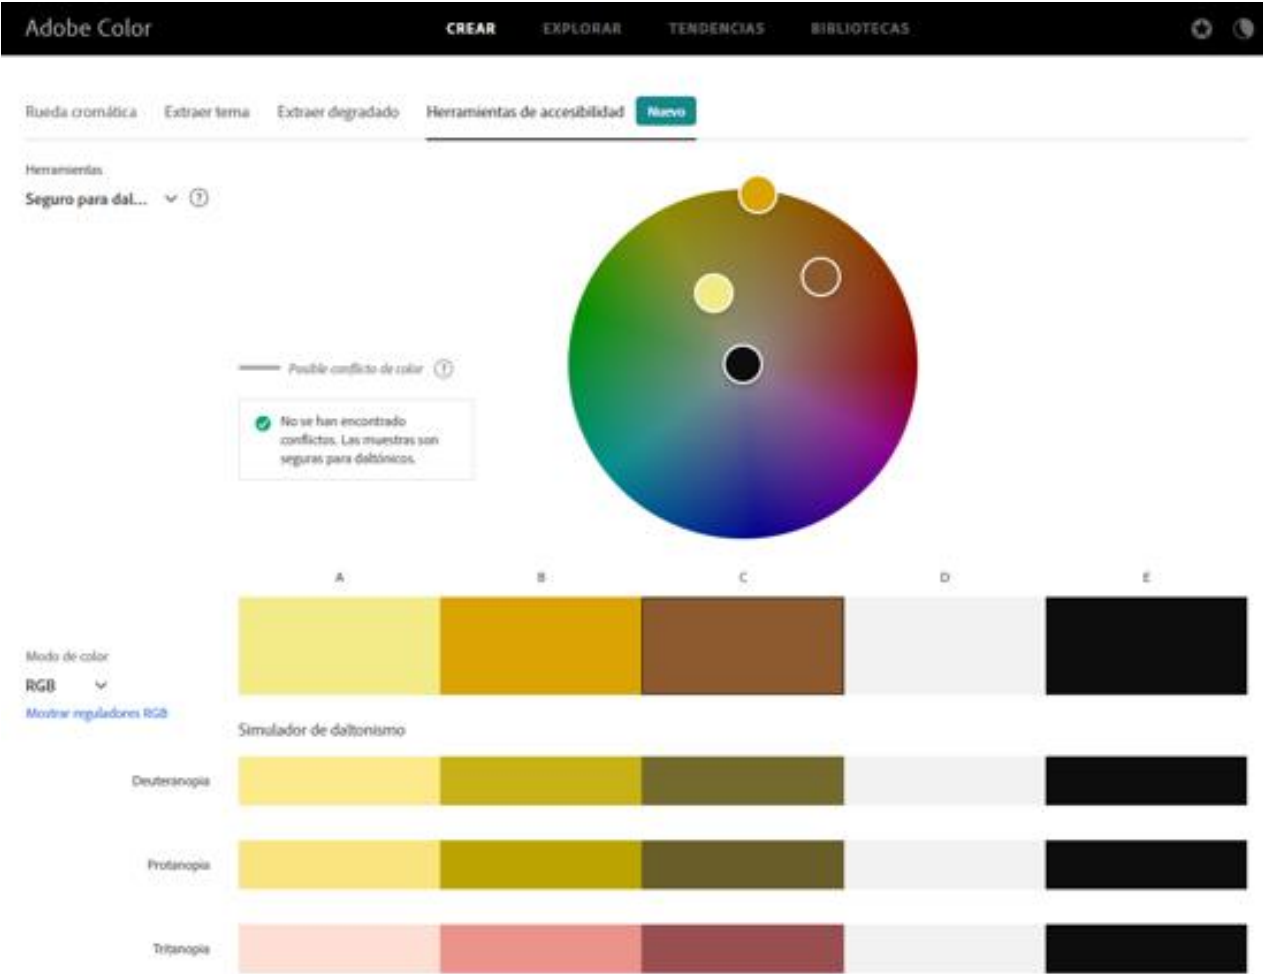 Adobe Color
CREAR EXPLORAR TENDENCIAS BIBLIOTECAS
Rueda cromática Extraer tema Extraer degradado Herramientas de accesibilidad Nuevo
Herramientas
Seguro para dal... ?
Posible conflicto de color ?
No se han encontrado
conflictos. Las muestras son
seguras para daltónicos.
A B C D E
Modo de color
RGB
Mostrar reguladores RGB
Simulador de daltonismo
Deuteranopia
Protanopia
Tritanopia